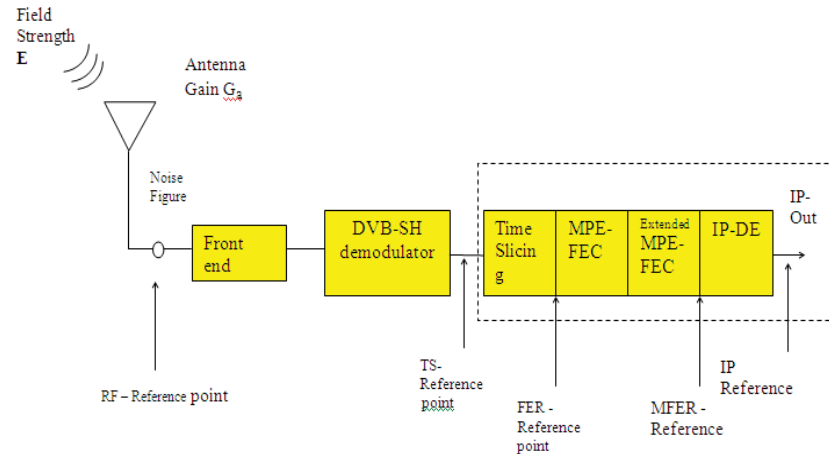 Field
Strength
E
Antenna
Gain Ga
Noise
Figure
Front
end
DVB-SH
demodulator
Time
Slicin
g
MPE-
FEC
Extended
MPE-
FEC
IP-DE
IP-
Out
RF – Reference point
TS-
Reference
point
FER -
Reference
point
MFER -
Reference
IP
Reference